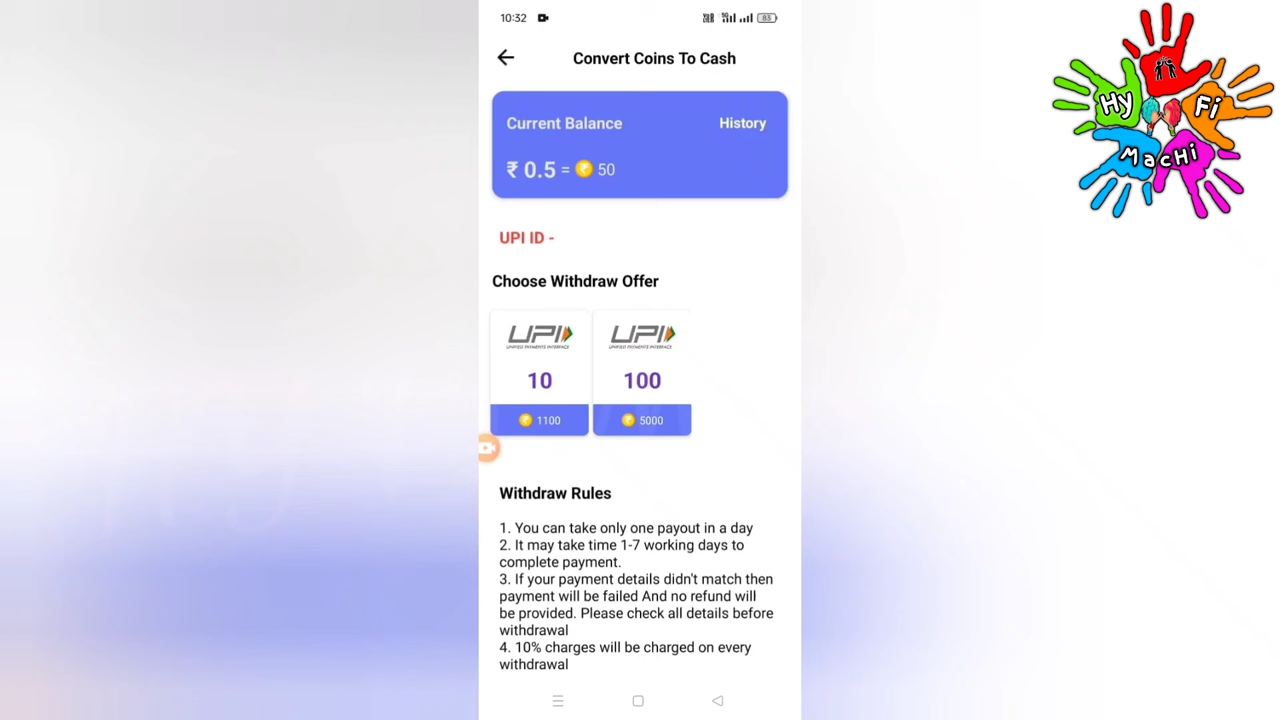 10:32
83
Convert Coins To Cash
Current Balance
History
₹ 0.5 = 50
UPI ID -
Choose Withdraw Offer
UPI
UNIFIED PAYMENTS INTERFACE
10
1100
UPI
UNIFIED PAYMENTS INTERFACE
100
5000
Withdraw Rules
1. You can take only one payout in a day
2. It may take time 1-7 working days to
complete payment.
3. If your payment details didn't match then
payment will be failed And no refund will
be provided. Please check all details before
withdrawal
4. 10% charges will be charged on every
withdrawal
Hy
Fi
MacHi